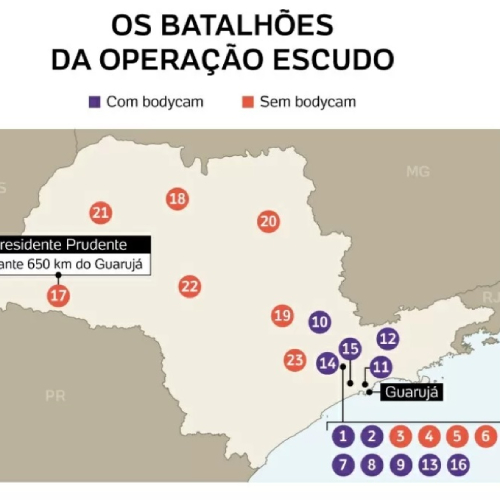 OS BATALHÕES
DA OPERAÇÃO ESCUDO
Com bodycam Sem bodycam
MG
18
21
20
residente Prudente
ante 650 km do Guarujá
22
17
RJ
19
10
12
15
23
14
11
Guarujá
PR
1 2 3 4 5 6
7 8 9 13 16